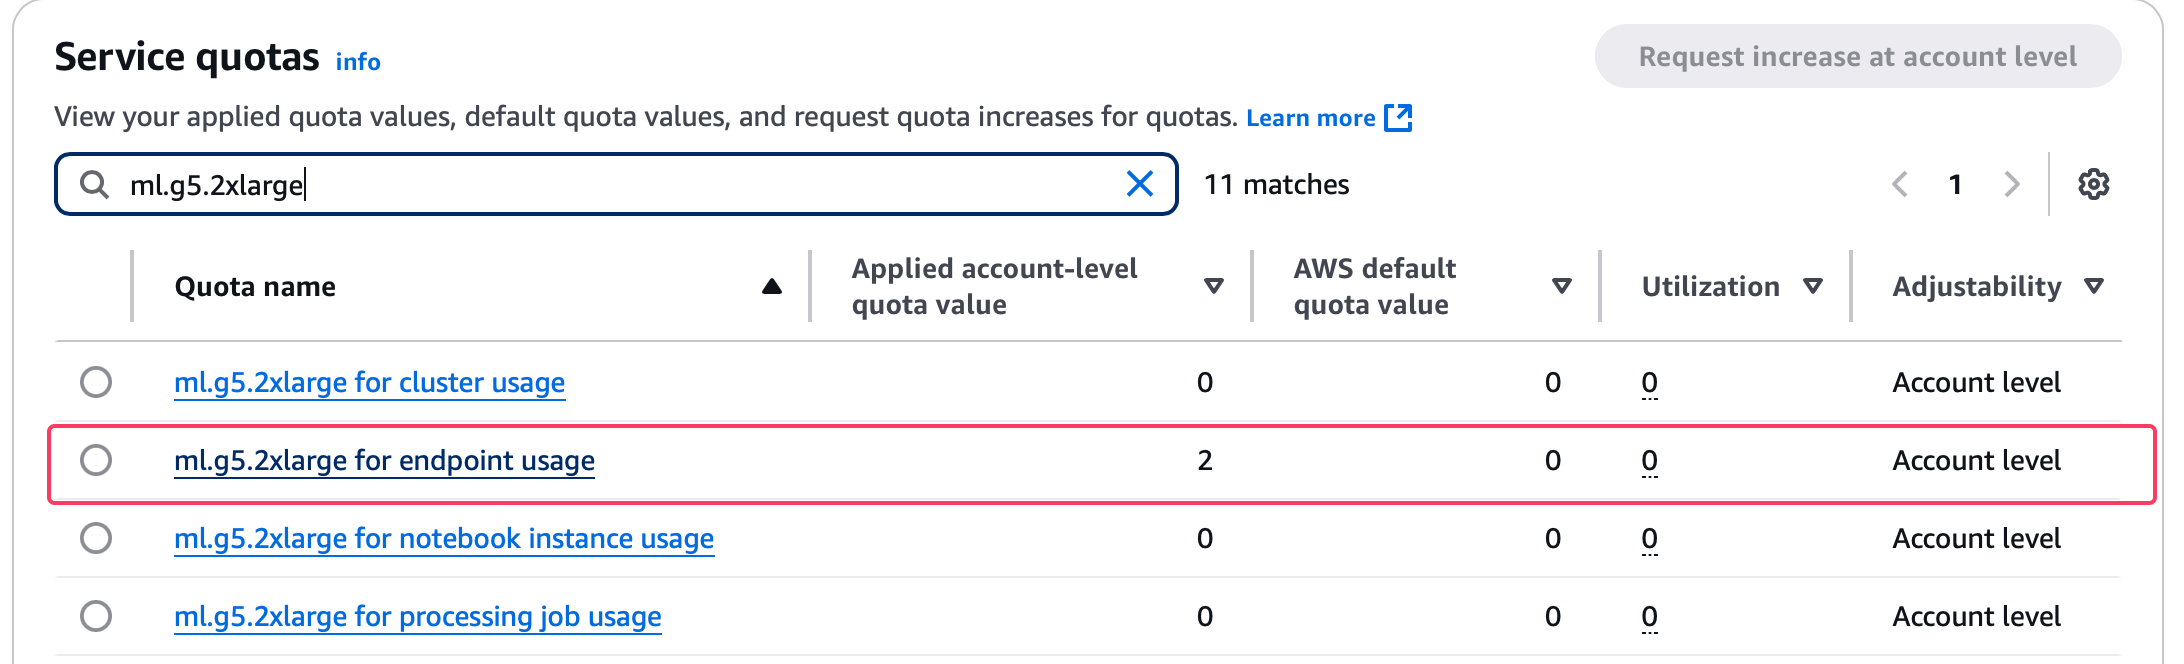 Service quotas info
Request increase at account level
View your applied quota values, default quota values, and request quota increases for quotas. Learn more
ml.g5.2xlarge
11 matches
1
Quota name
Applied account-level quota value
AWS default quota value
Utilization
Adjustability
ml.g5.2xlarge for cluster usage 0 0 0 Account level
ml.g5.2xlarge for endpoint usage 2 0 0 Account level
ml.g5.2xlarge for notebook instance usage 0 0 0 Account level
ml.g5.2xlarge for processing job usage 0 0 0 Account level